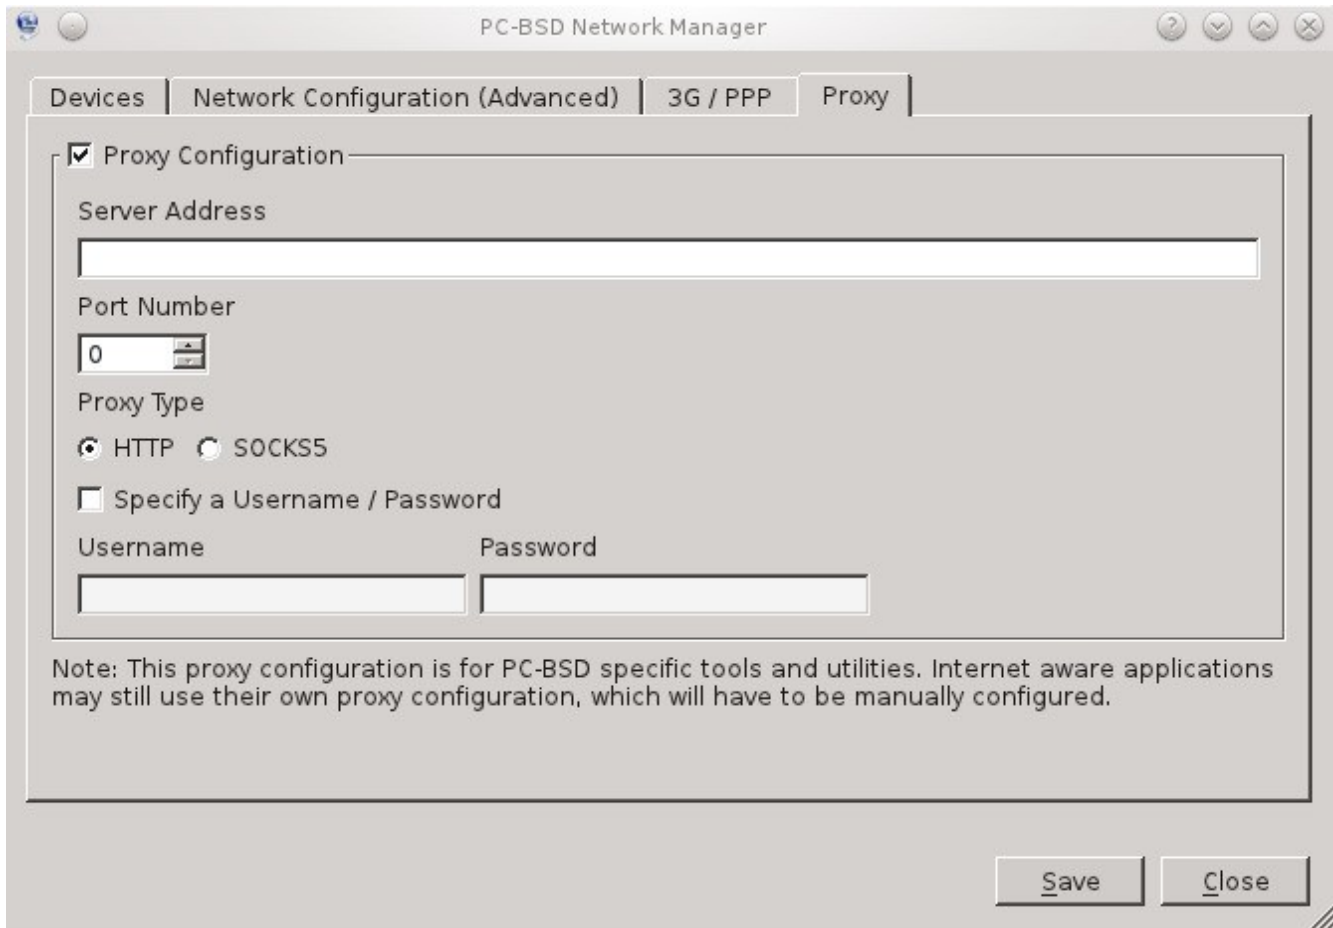 PC-BSD Network Manager
Devices
Network Configuration (Advanced)
3G / PPP
Proxy
Proxy Configuration
Server Address
Port Number
0
Proxy Type
HTTP SOCKS5
Specify a Username / Password
Username Password
Note: This proxy configuration is for PC-BSD specific tools and utilities. Internet aware applications
may still use their own proxy configuration, which will have to be manually configured.
Save Close